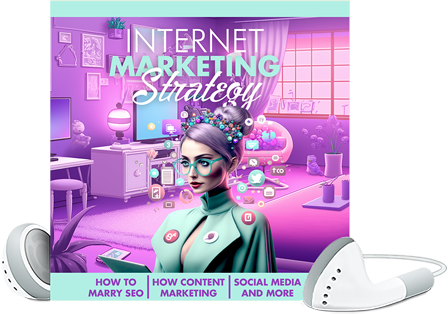 INTERNET
MARKETING
Strategy
HOW TO
MARRY SEO
HOW CONTENT
MARKETING
SOCIAL MEDIA
AND MORE